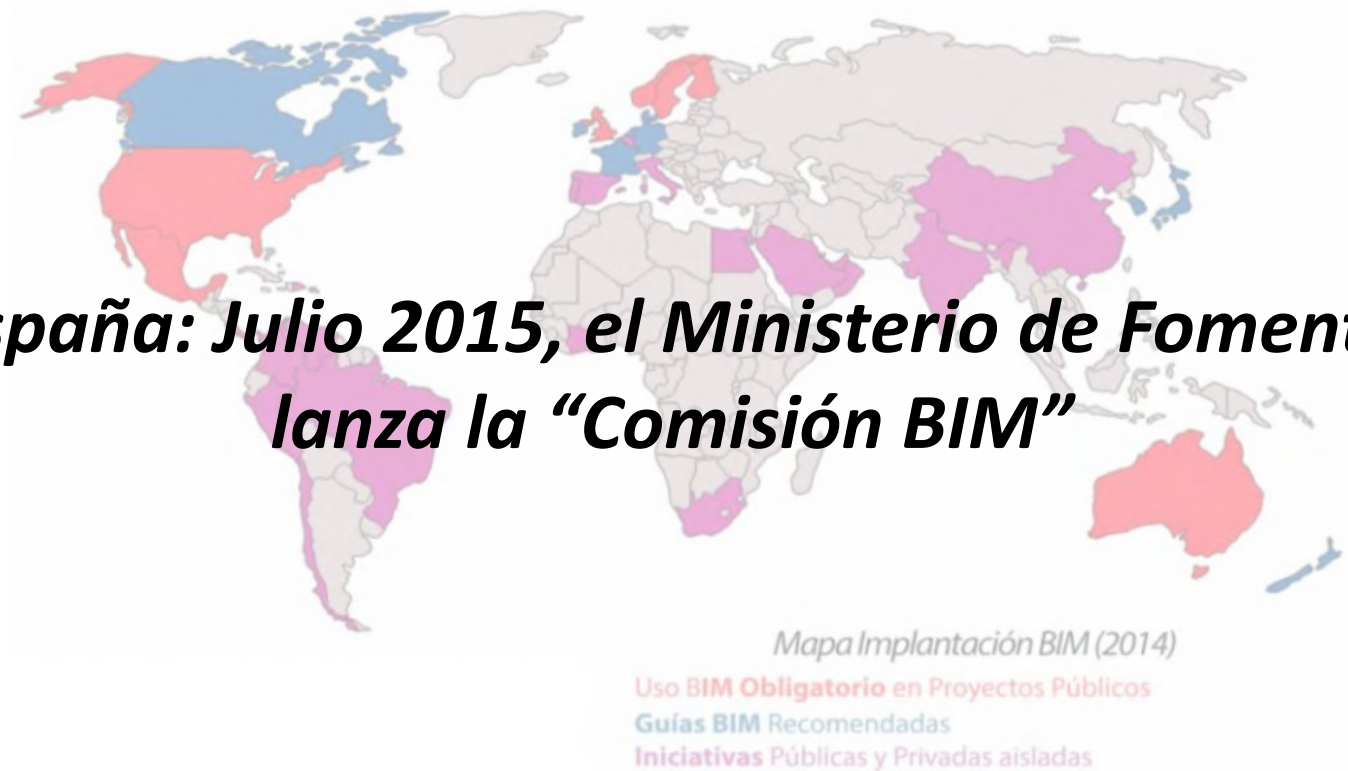 spaña: Julio 2015, el Ministerio de Foment
lanza la “Comisión BIM”
Mapa Implantación BIM (2014)
Uso BIM Obligatorio en Proyectos Públicos
Guías BIM Recomendadas
Iniciativas Públicas y Privadas aisladas